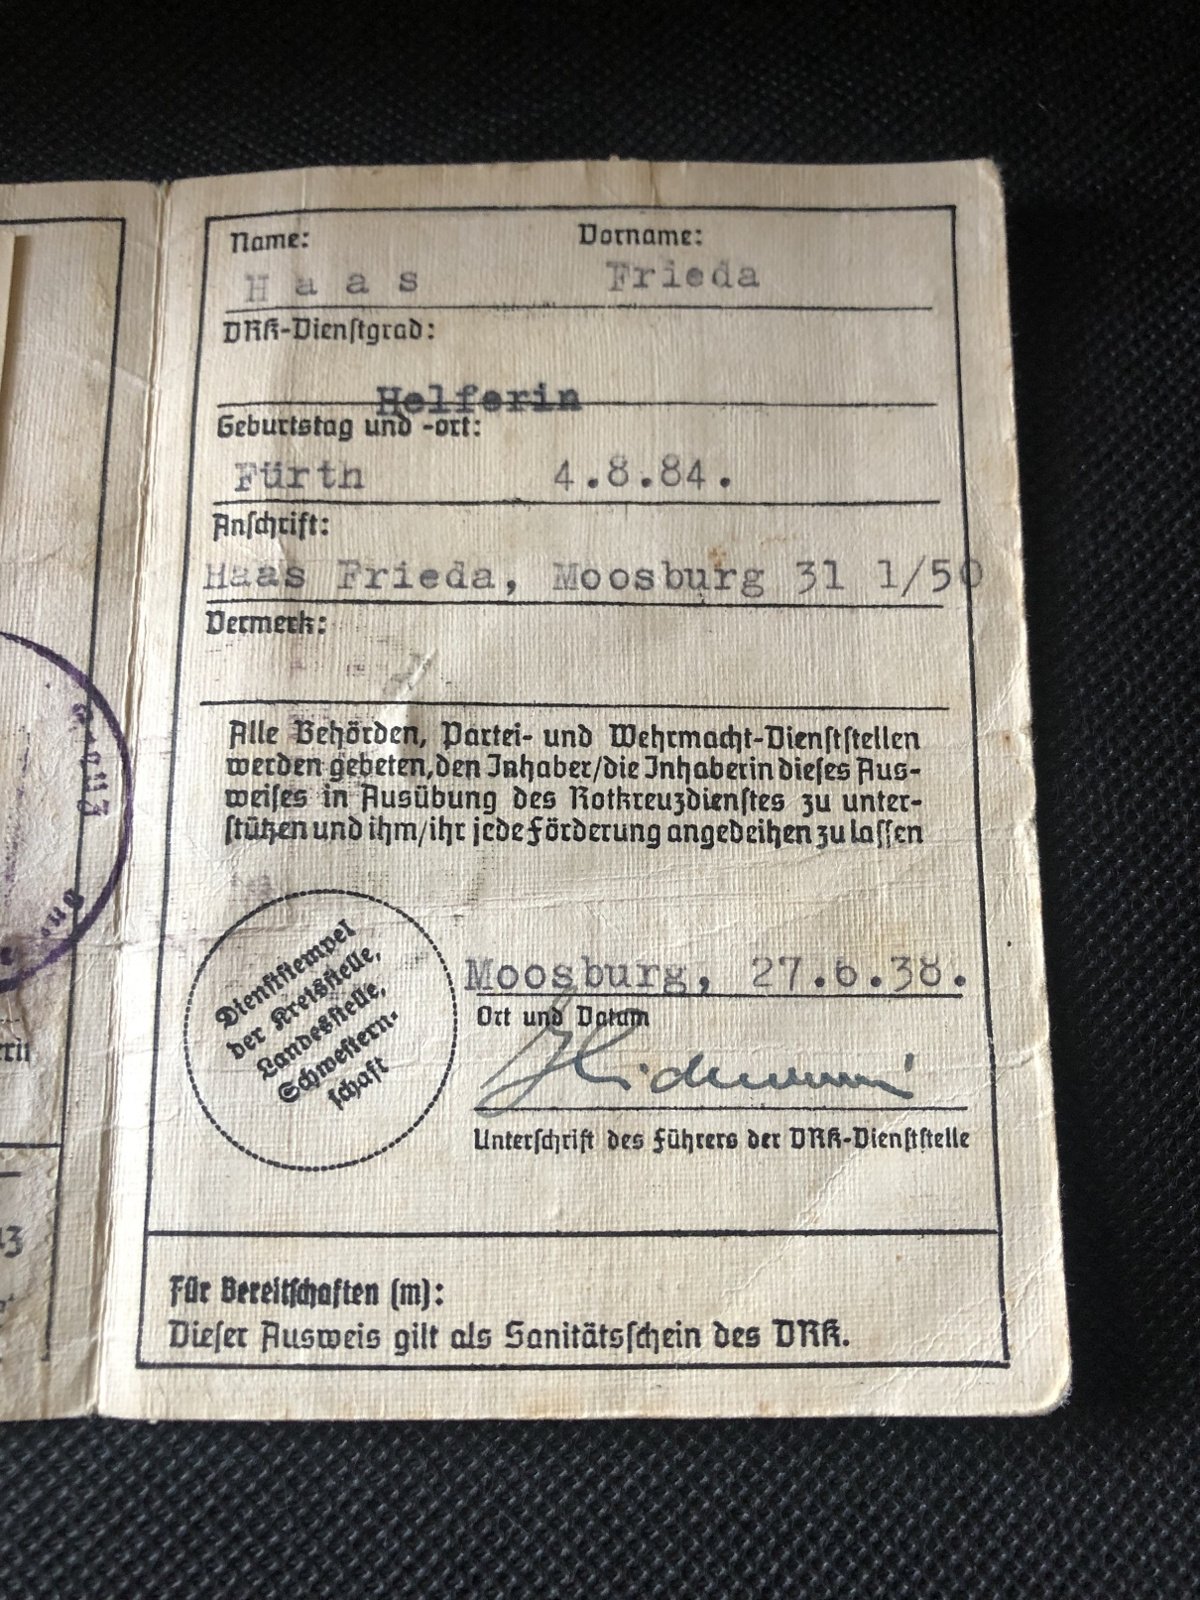 Name: Vorname:
Haas Frieda
DRK-Dienstgrad:
Helferin
Geburtstag und -ort:
Fürth 4.8.84.
Anschrift:
Haas Frieda, Moosburg 31 1/50
Vermerk:
Alle Behörden, Partei- und Wehrmacht-Dienststellen
werden gebeten, den Inhaber/die Inhaberin dieses Aus-
weises in Ausübung des Rotkreuzdienstes zu unter-
stützen und ihm/ihr jede Förderung angedeihen zu lassen
Dienststempel
der Kreisstelle,
Landesstelle,
Schwestern-
schaft
Moosburg, 27.6.38.
Ort und Datum
Unterschrift des Führers der DRK-Dienststelle
Für Bereitschaften (m):
Dieser Ausweis gilt als Sanitätsschein des DRK.